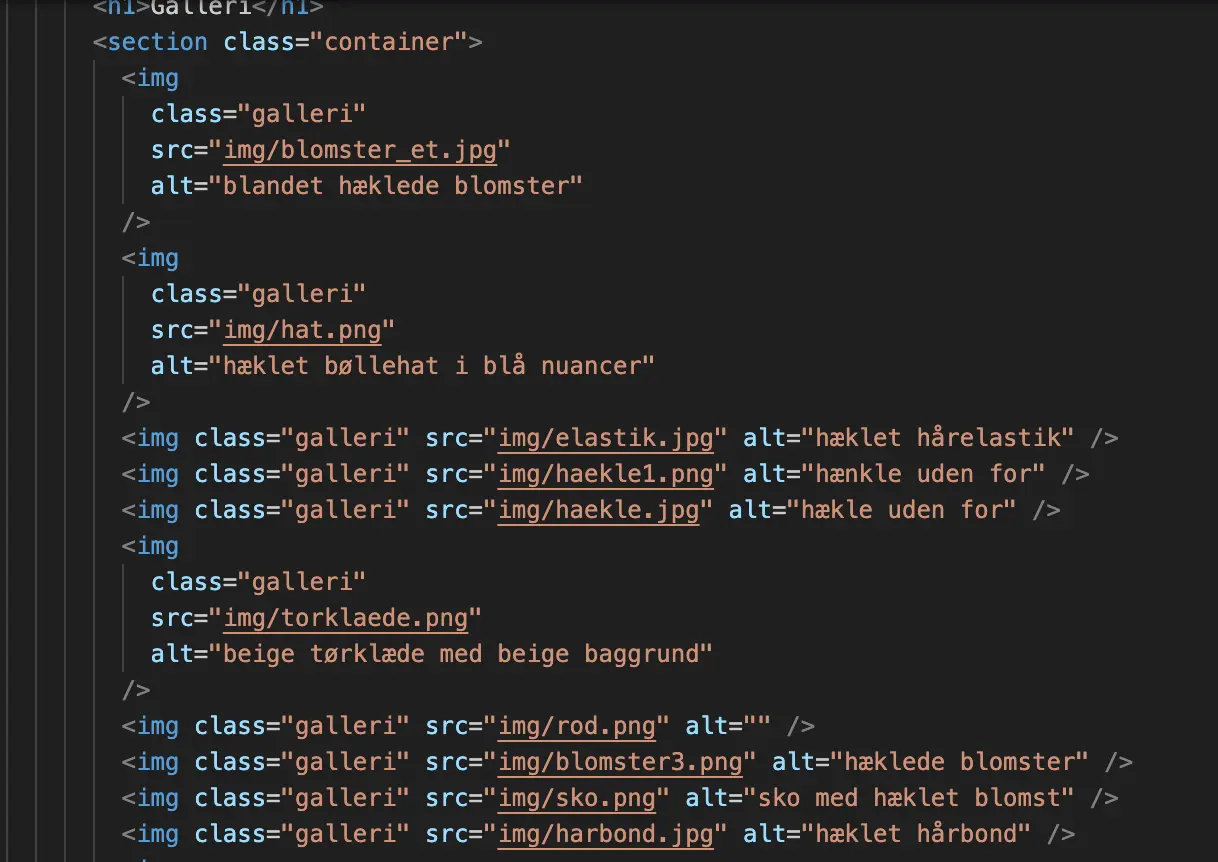 <h1>Galleri</h1>
<section class="container">
<img
class="galleri"
src="img/blomster_et.jpg"
alt="blandet hæklede blomster"
/>
<img
class="galleri"
src="img/hat.png"
alt="hæklet bøllehat i blå nuancer"
/>
<img class="galleri" src="img/elastik.jpg" alt="hæklet hårelastik" />
<img class="galleri" src="img/haekle1.png" alt="hænkle uden for" />
<img class="galleri" src="img/haekle.jpg" alt="hækle uden for" />
<img
class="galleri"
src="img/torklaede.png"
alt="beige tørklæde med beige baggrund"
/>
<img class="galleri" src="img/rod.png" alt="" />
<img class="galleri" src="img/blomster3.png" alt="hæklede blomster" />
<img class="galleri" src="img/sko.png" alt="sko med hæklet blomst" />
<img class="galleri" src="img/harbond.jpg" alt="hæklet hårbond" />